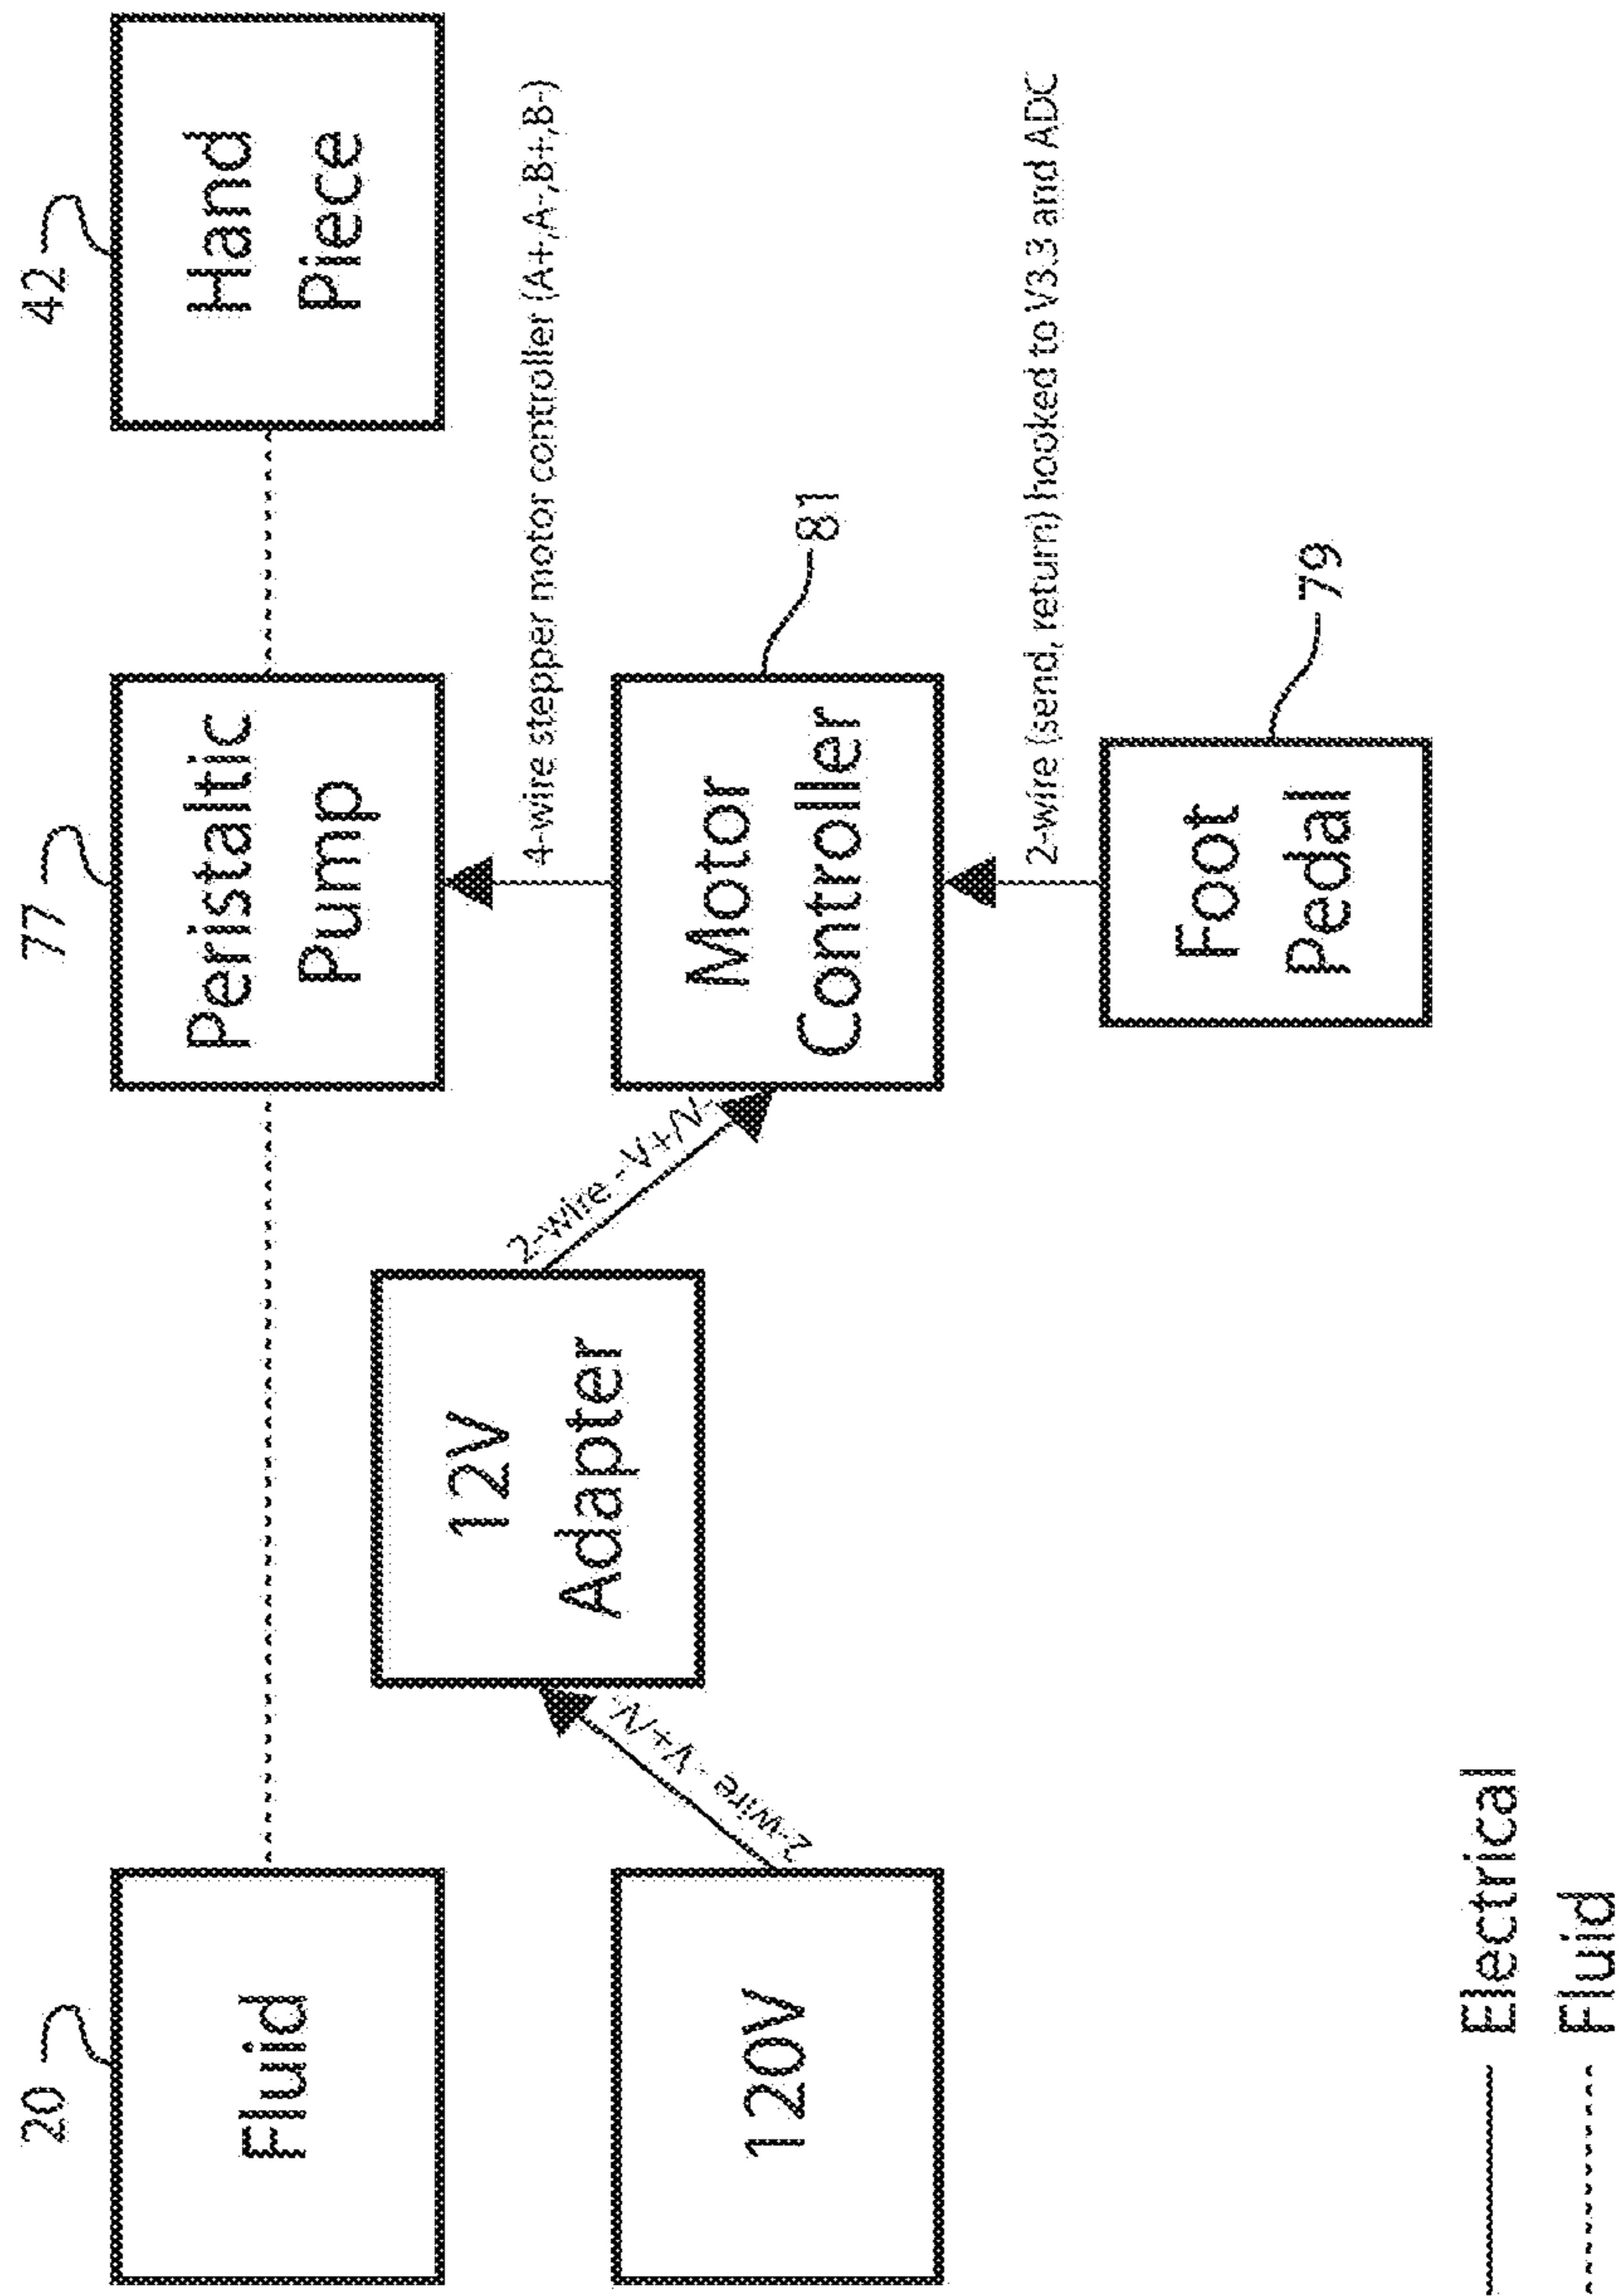 20
Fluid
77
Peristaltic
Pump
42
Hand
Piece
12V
Adapter
2-wire - V+/V-
2-wire - V+/V-
4-wire stepper motor controller (A+,A-,B+,B-)
120V
Motor
Controller
81
2-wire (send, return) hooked to V3.3 and ADC
Foot
Pedal
79
Electrical
Fluid